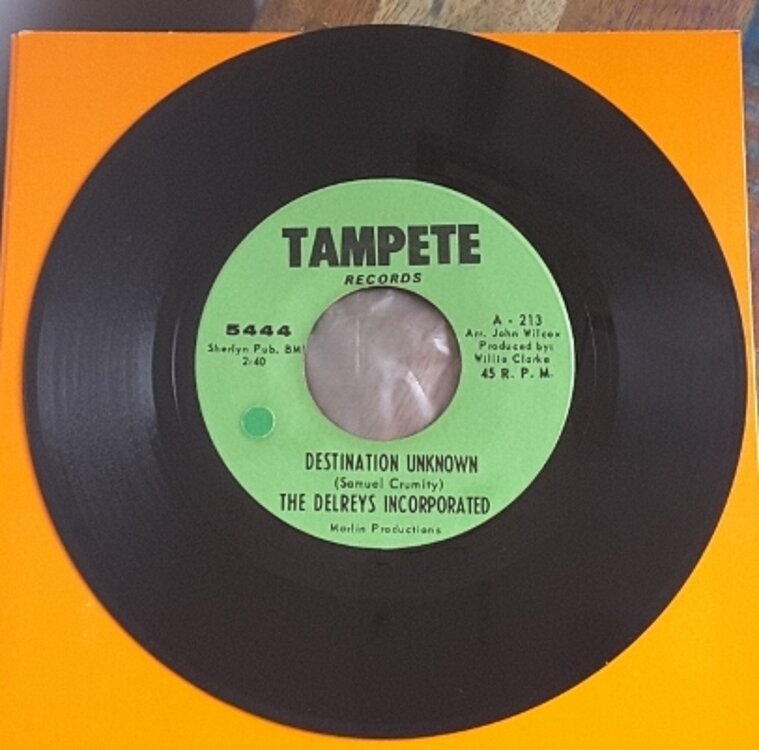 TAMPETE
RECORDS
5444
Sherlyn Pub. BMI
2:40
A - 213
Arr. John Wilcox
Produced by:
Willie Clarke
45 R. P. M.
DESTINATION UNKNOWN
(Samuel Crumity)
THE DELREYS INCORPORATED
Marlin Productions